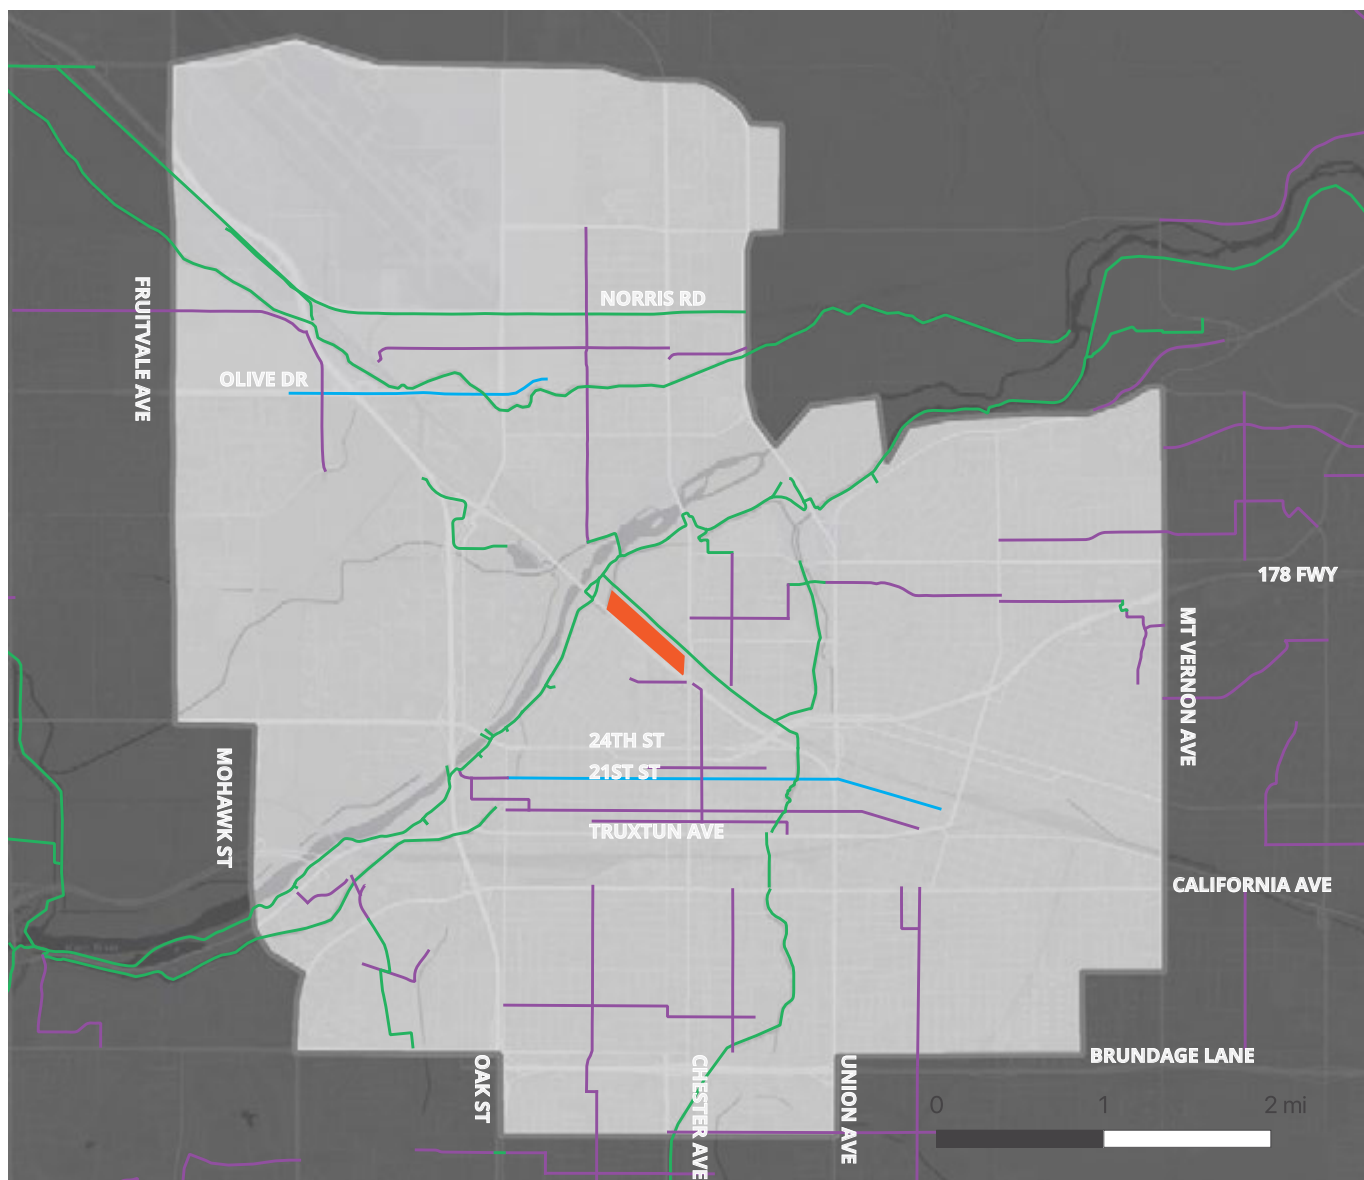 NORRIS RD
FRUITVALE AVE
OLIVE DR
178 FWY
MT VERNON AVE
24TH ST
21ST ST
MOHAWK ST
TRUXTUN AVE
CALIFORNIA AVE
BRUNDAGE LANE
OAK ST
CHESTER AVE
UNION AVE
0 1 2 mi